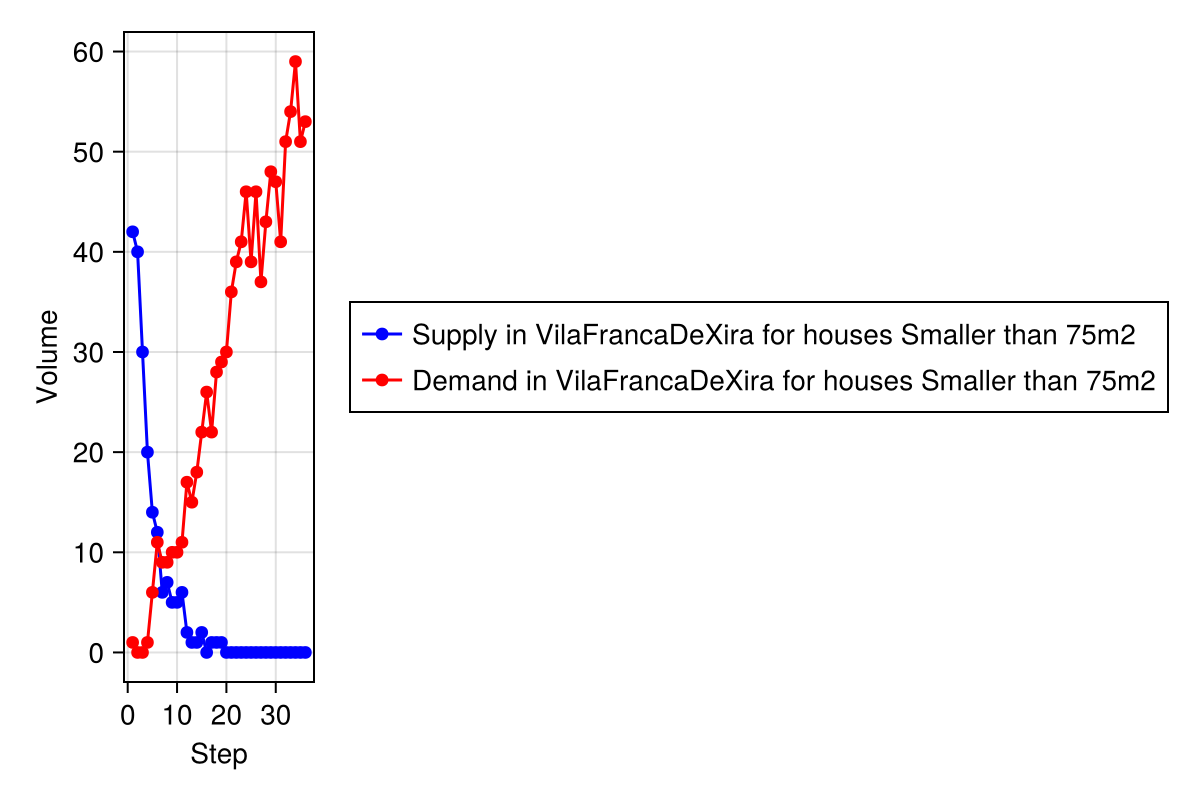 60
50
40
30
20
10
0
Volume
0 10 20 30
Step
Supply in VilaFrancaDeXira for houses Smaller than 75m2
Demand in VilaFrancaDeXira for houses Smaller than 75m2